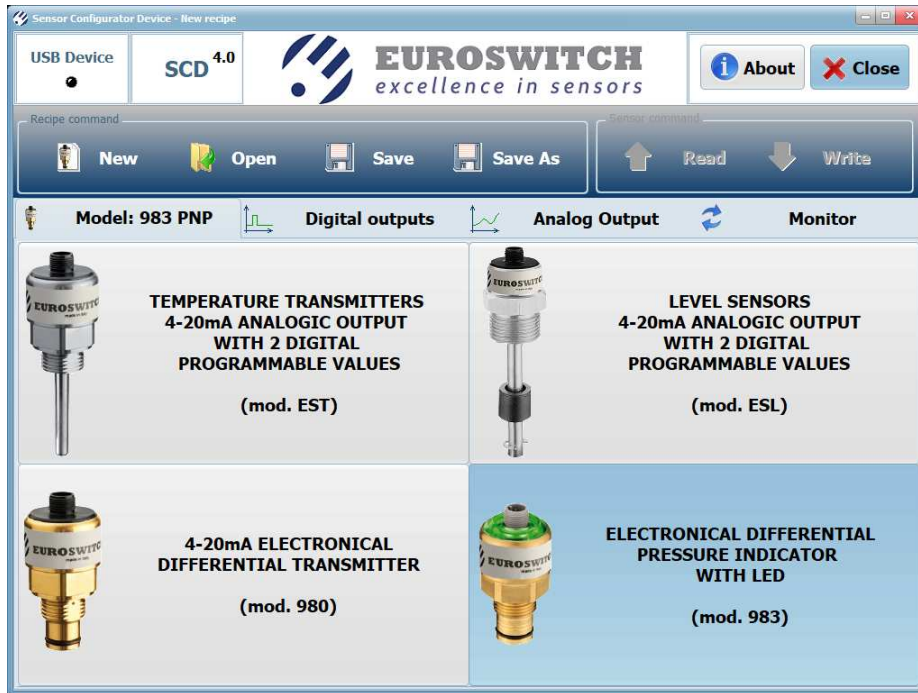 Sensor Configurator Device - New recipe
USB Device
SCD 4.0
EUROSWITCH
excellence in sensors
About
Close
Recipe command
Sensor command
New
Open
Save
Save As
Read
Write
Model: 983 PNP
Digital outputs
Analog Output
Monitor
EUROSWITC
TEMPERATURE TRANSMITTERS
4-20mA ANALOGIC OUTPUT
WITH 2 DIGITAL
PROGRAMMABLE VALUES
(mod. EST)
EUROSWIT
LEVEL SENSORS
4-20mA ANALOGIC OUTPUT
WITH 2 DIGITAL
PROGRAMMABLE VALUES
(mod. ESL)
EUROSWITC
4-20mA ELECTRONICAL
DIFFERENTIAL TRANSMITTER
(mod. 980)
EUROSWIT
ELECTRONICAL DIFFERENTIAL
PRESSURE INDICATOR
WITH LED
(mod. 983)